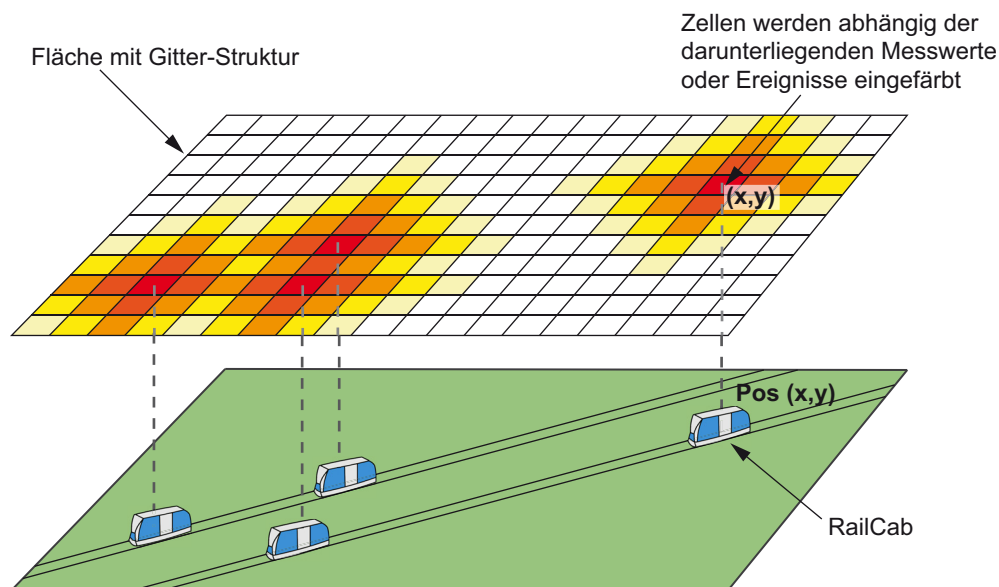 Zellen werden abhängig der
darunterliegenden Messwerte
oder Ereignisse eingefärbt
Fläche mit Gitter-Struktur
(x,y)
Pos (x,y)
RailCab